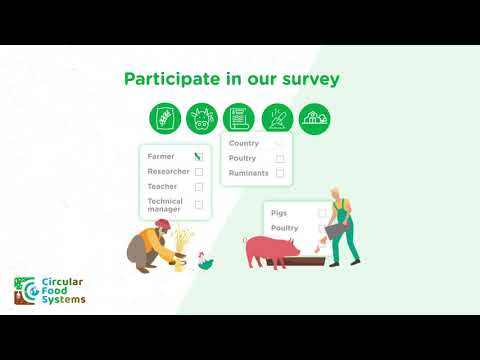 Participate in our survey
Country
Poultry
Ruminants
Farmer
Researcher
Teacher
Technical
manager
Pigs
Poultry
Circular
Food
Systems